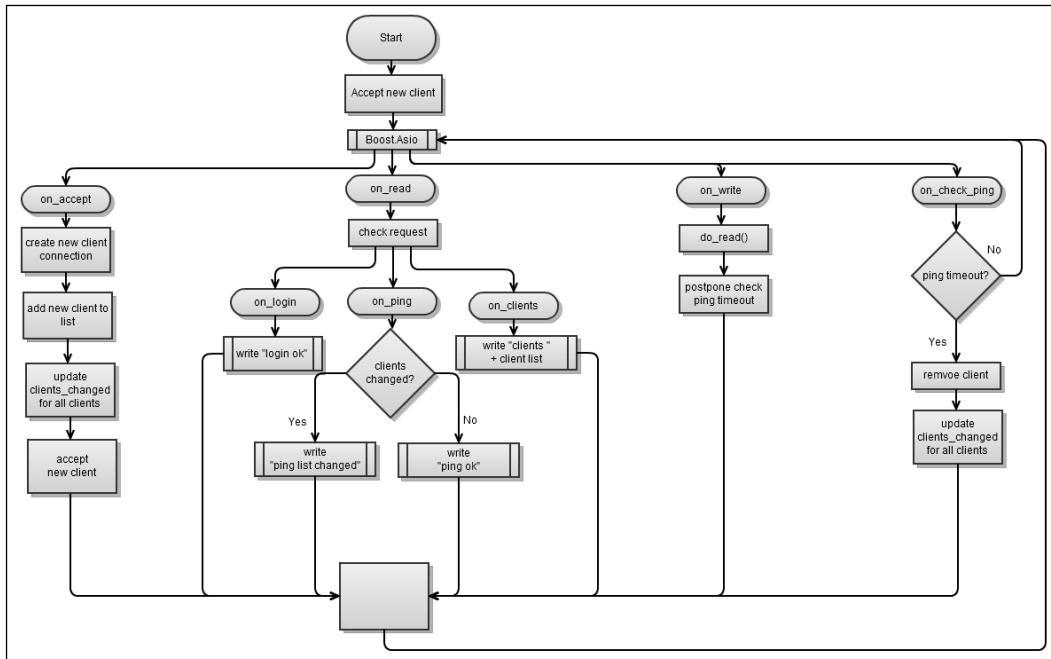 Start
Accept new client
Boost.Asio
on_accept
on_read
on_write
on_check_ping
create new client
connection
check request
do_read()
No
ping timeout?
add new client to
list
on_login
on_ping
on_clients
postpone check
ping timeout
write "login ok"
clients
changed?
write "clients "
+ client list
Yes
update
clients_changed
for all clients
remvoe client
Yes
No
update
clients_changed
for all clients
accept
new client
write
"ping list changed"
write
"ping ok"